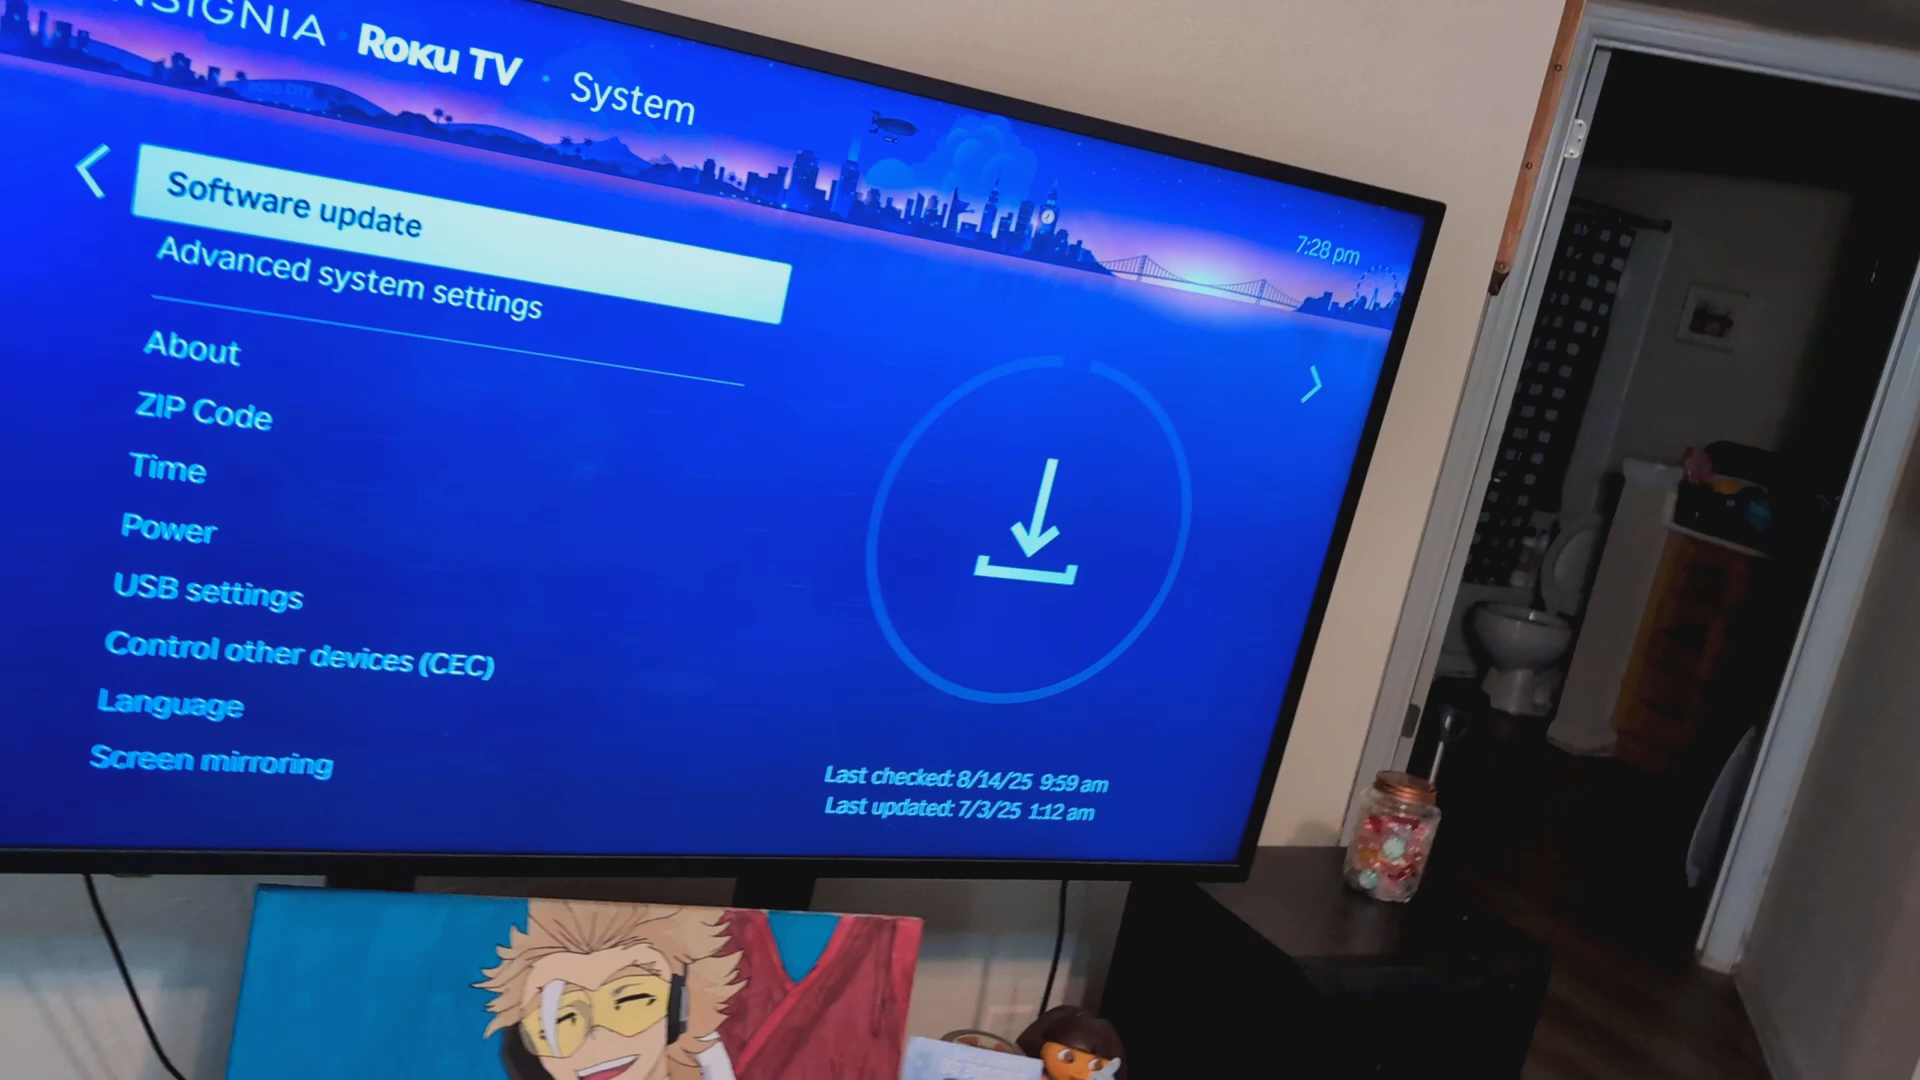 INSIGNIA Roku TV · System
7:28 pm
Software update
Advanced system settings
About
ZIP Code
Time
Power
USB settings
Control other devices (CEC)
Language
Screen mirroring
Last checked: 8/14/25 9:59 am
Last updated: 7/3/25 1:12 am